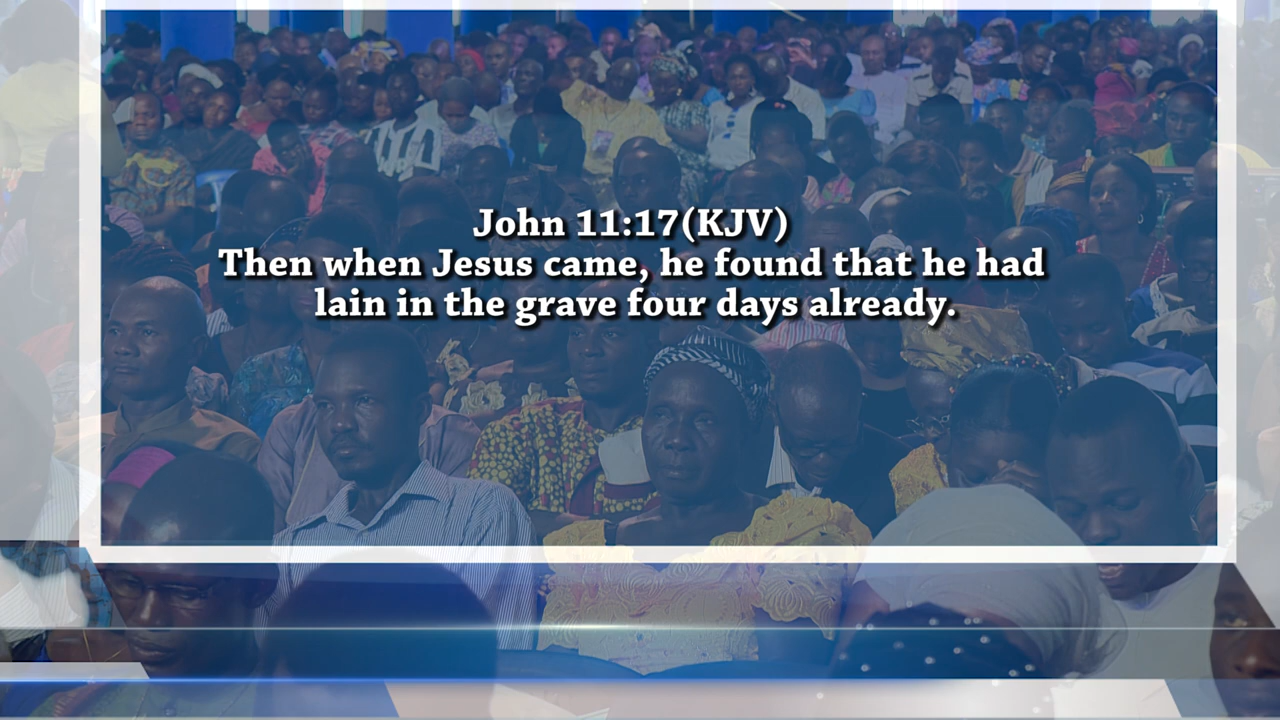 John 11:17(KJV)
Then when Jesus came, he found that he had
lain in the grave four days already.